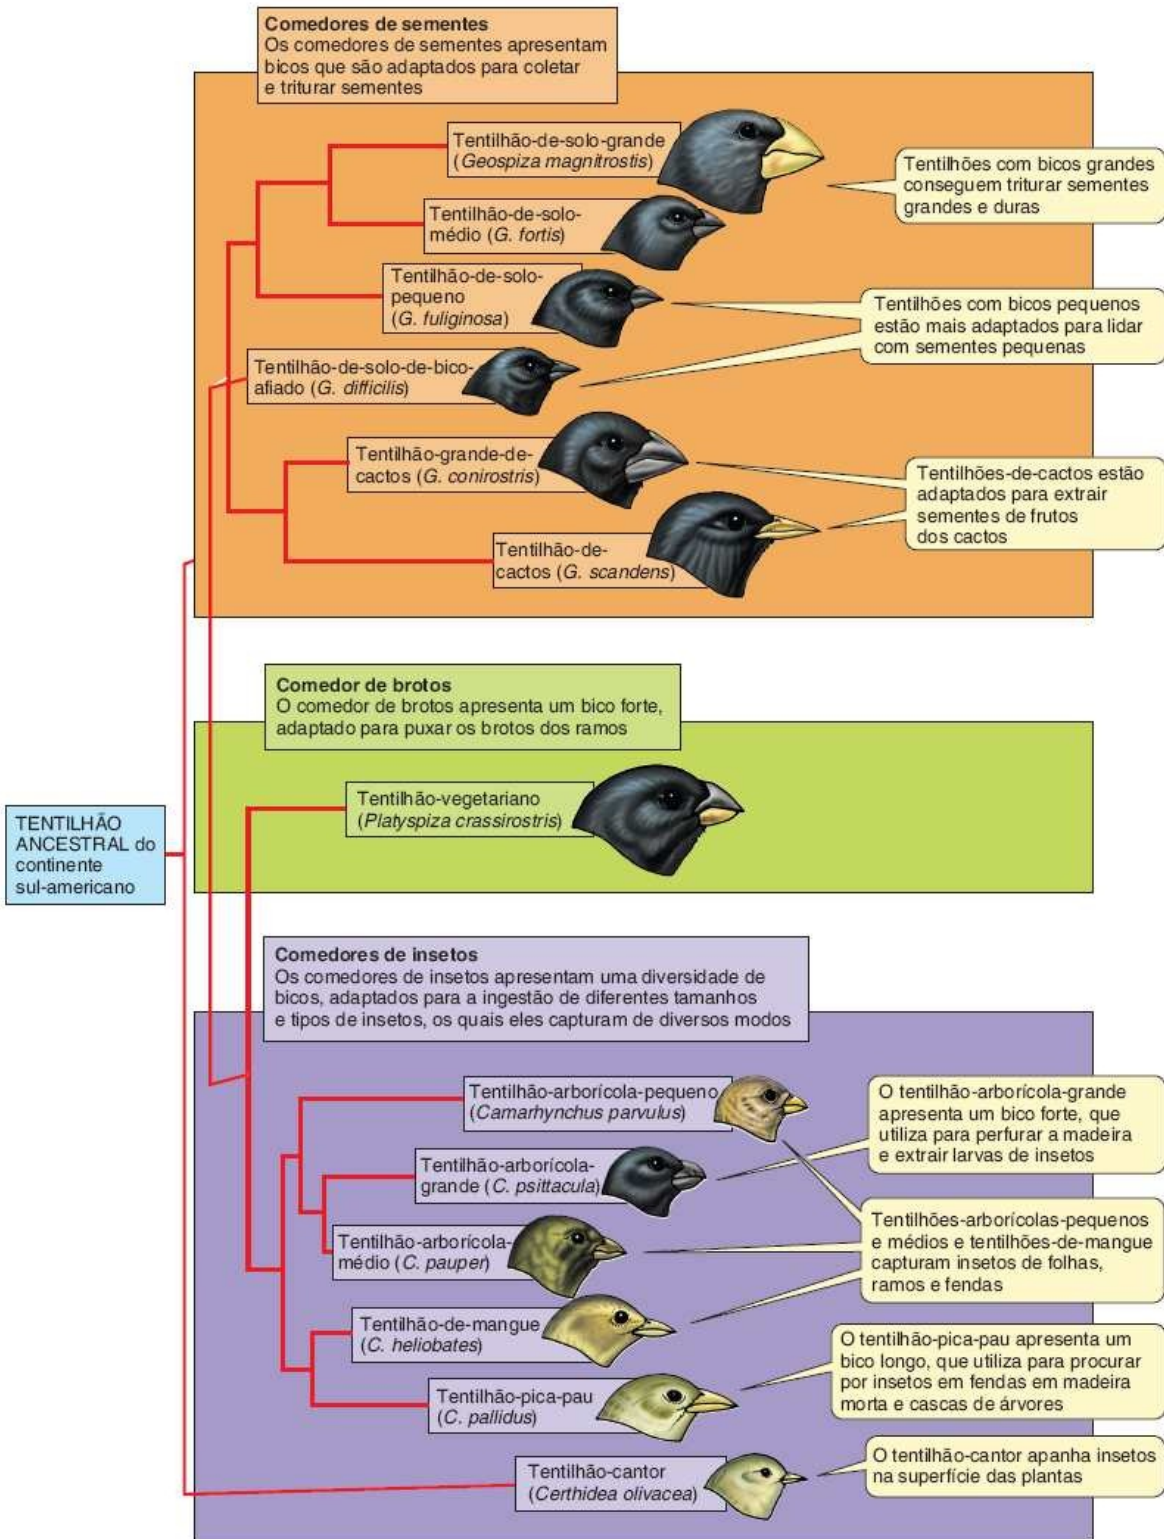 Comedores de sementes
Os comedores de sementes apresentam
bicos que são adaptados para coletar
e triturar sementes
Tentilhão-de-solo-grande
(Geospiza magnitrostis)
Tentilhões com bicos grandes
conseguem triturar sementes
grandes e duras
Tentilhão-de-solo-
médio (G. fortis)
Tentilhão-de-solo-
pequeno
(G. fuliginosa)
Tentilhões com bicos pequenos
estão mais adaptados para lidar
com sementes pequenas
Tentilhão-de-solo-de-bico-
afiado (G. difficilis)
Tentilhão-grande-de-
cactos (G. conirostris)
Tentilhões-de-cactos estão
adaptados para extrair
sementes de frutos
dos cactos
Tentilhão-de-
cactos (G. scandens)
Comedor de brotos
O comedor de brotos apresenta um bico forte,
adaptado para puxar os brotos dos ramos
Tentilhão-vegetariano
(Platyspiza crassirostris)
TENTILHÃO
ANCESTRAL do
continente
sul-americano
Comedores de insetos
Os comedores de insetos apresentam uma diversidade de
bicos, adaptados para a ingestão de diferentes tamanhos
e tipos de insetos, os quais eles capturam de diversos modos
Tentilhão-arborícola-pequeno
(Camarhynchus parvulus)
O tentilhão-arborícola-grande
apresenta um bico forte, que
utiliza para perfurar a madeira
e extrair larvas de insetos
Tentilhão-arborícola-
grande (C. psittacula)
Tentilhão-arborícola-
médio (C. pauper)
Tentilhões-arborícolas-pequenos
e médios e tentilhões-de-mangue
capturam insetos de folhas,
ramos e fendas
Tentilhão-de-mangue
(C. heliobates)
O tentilhão-pica-pau apresenta um
bico longo, que utiliza para procurar
por insetos em fendas em madeira
morta e cascas de árvores
Tentilhão-pica-pau
(C. pallidus)
Tentilhão-cantor
(Certhidea olivacea)
O tentilhão-cantor apanha insetos
na superfície das plantas